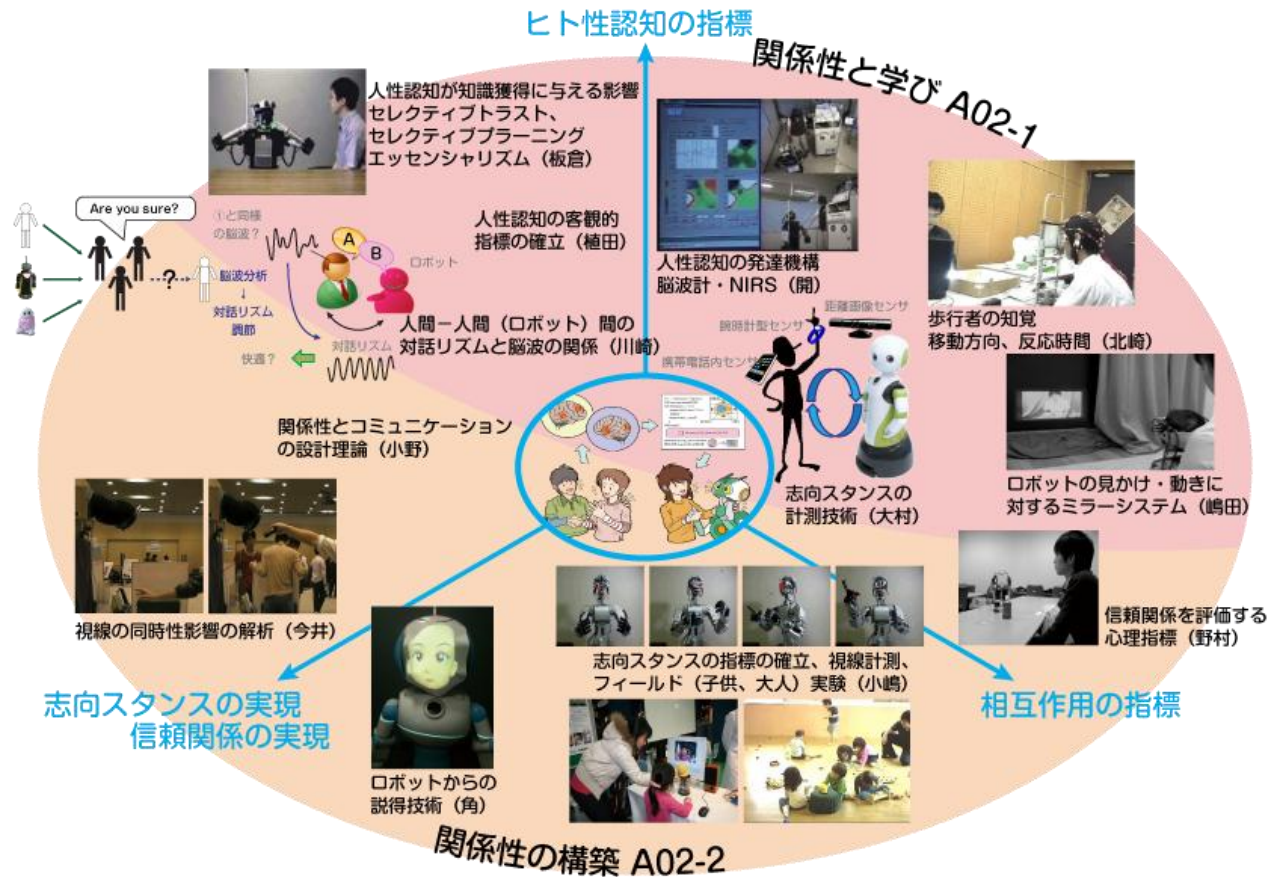 ヒト性認知の指標
関係性と学び A02-1
人性認知が知識獲得に与える影響
セレクティブトラスト、
セレクティブプラーニング
エッセンシャリズム（板倉）
Are you sure?
?
①と同様
の脳波？
脳波分析
↓
対話リズム
調節
快適？
A
B
ロボット
対話リズム
人性認知の客観的
指標の確立（植田）
人間－人間（ロボット）間の
対話リズムと脳波の関係（川崎）
人性認知の発達機構
脳波計・NIRS（開）
距離画像センサ
腕時計型センサ
携帯電話内センサ
歩行者の知覚
移動方向、反応時間（北崎）
関係性とコミュニケーション
の設計理論（小野）
志向スタンスの
計測技術（大村）
ロボットの見かけ・動きに
対するミラーシステム（嶋田）
視線の同時性影響の解析（今井）
信頼関係を評価する
心理指標（野村）
志向スタンスの指標の確立、視線計測、
フィールド（子供、大人）実験（小嶋）
志向スタンスの実現
信頼関係の実現
相互作用の指標
ロボットからの
説得技術（角）
関係性の構築 A02-2